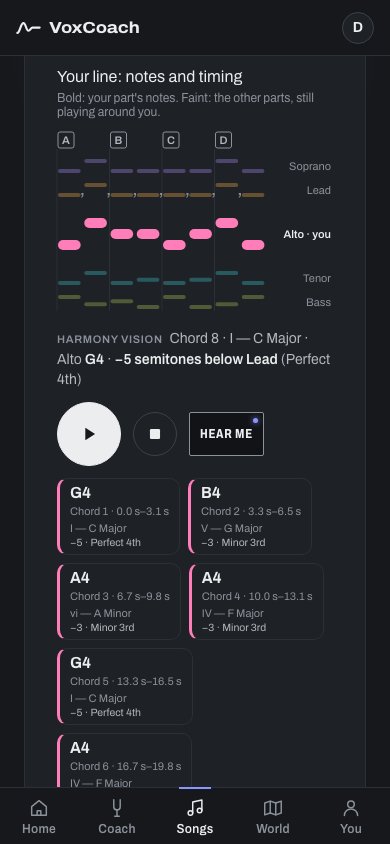 VoxCoach
D
Your line: notes and timing
Bold: your part's notes. Faint: the other parts, still
playing around you.
A B C D
Soprano
Lead
Alto · you
Tenor
Bass
HARMONY VISION Chord 8 · I — C Major ·
Alto G4 · −5 semitones below Lead (Perfect
4th)
HEAR ME
G4
Chord 1 · 0.0 s–3.1 s
I — C Major
−5 · Perfect 4th
B4
Chord 2 · 3.3 s–6.5 s
V — G Major
−3 · Minor 3rd
A4
Chord 3 · 6.7 s–9.8 s
vi — A Minor
−3 · Minor 3rd
A4
Chord 4 · 10.0 s–13.1 s
IV — F Major
−3 · Minor 3rd
G4
Chord 5 · 13.3 s–16.5 s
I — C Major
−5 · Perfect 4th
A4
Chord 6 · 16.7 s–19.8 s
IV — F Major
Home Coach Songs World You